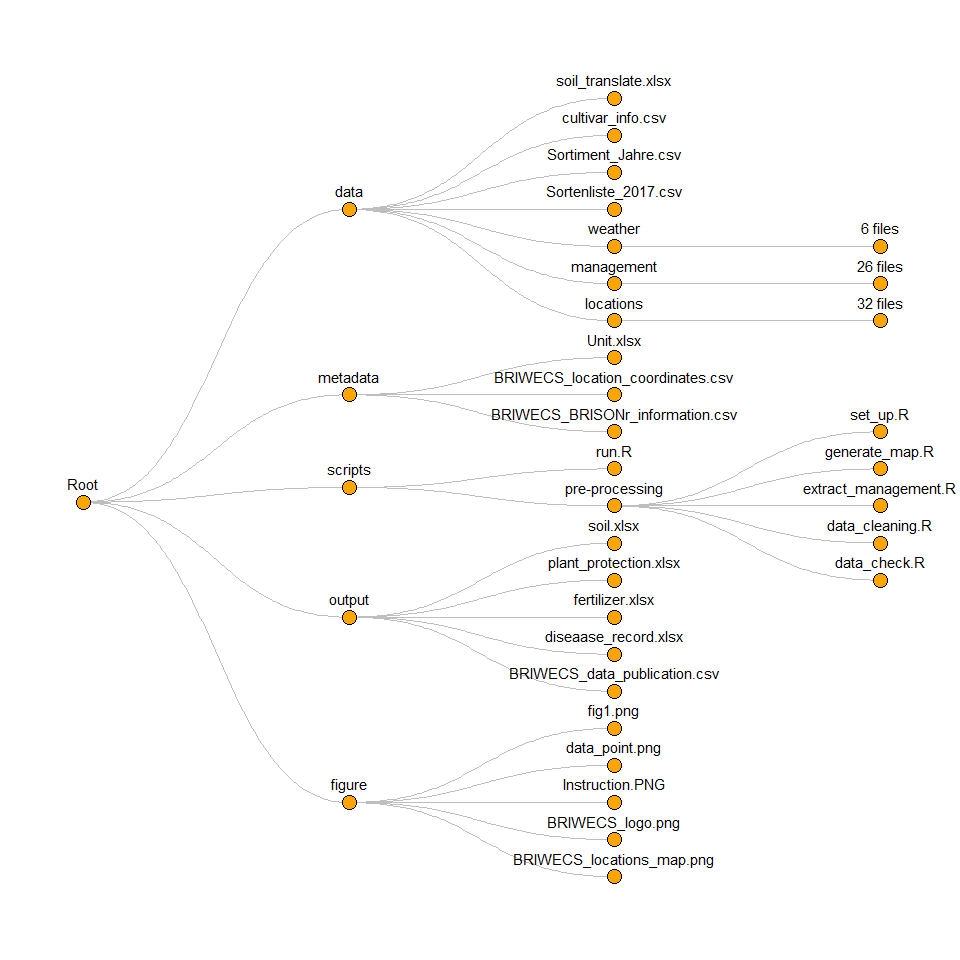 Root
data
soil_translate.xlsx
cultivar_info.csv
Sortiment_Jahre.csv
Sortenliste_2017.csv
weather
6 files
management
26 files
locations
32 files
metadata
Unit.xlsx
BRIWECS_location_coordinates.csv
BRIWECS_BRISONr_information.csv
scripts
run.R
pre-processing
set_up.R
generate_map.R
extract_management.R
data_cleaning.R
data_check.R
output
soil.xlsx
plant_protection.xlsx
fertilizer.xlsx
diseaase_record.xlsx
BRIWECS_data_publication.csv
figure
fig1.png
data_point.png
Instruction.PNG
BRIWECS_logo.png
BRIWECS_locations_map.png